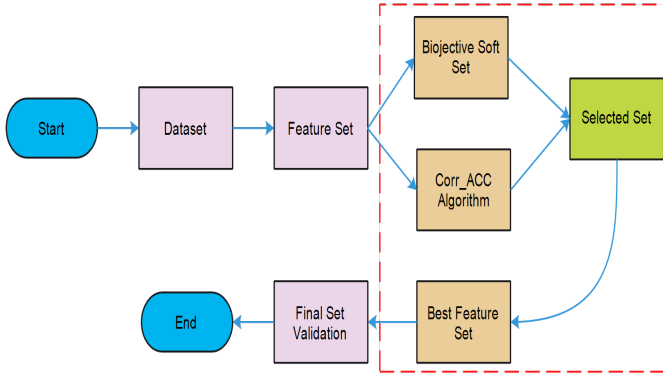 Start
Dataset
Feature Set
Biojective Soft
Set
Corr_ACC
Algorithm
Selected Set
Best Feature
Set
Final Set
Validation
End